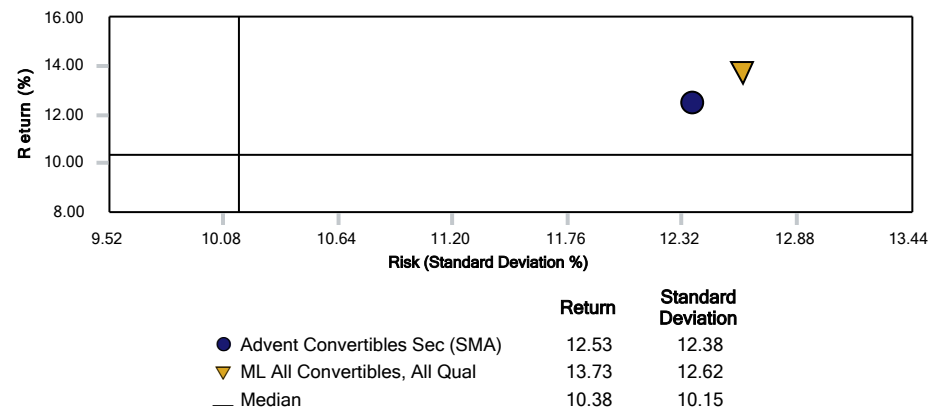 16.00
14.00
12.00
10.00
8.00
Return (%)
9.52 10.08 10.64 11.20 11.76 12.32 12.88 13.44
Risk (Standard Deviation %)
Return Standard Deviation
Advent Convertibles Sec (SMA) 12.53 12.38
ML All Convertibles, All Qual 13.73 12.62
Median 10.38 10.15